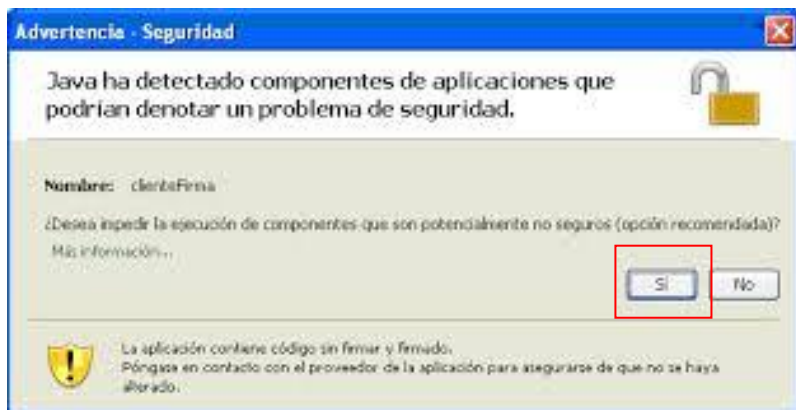 Advertencia - Seguridad
Java ha detectado componentes de aplicaciones que
podrían denotar un problema de seguridad.
Nombre: clienteFirma
¿Desea impedir la ejecución de componentes que son potencialmente no seguros (opción recomendada)?
Más información...
Sí No
La aplicación contiene código sin firmar y firmado.
Póngase en contacto con el proveedor de la aplicación para asegurarse de que no se haya
alterado.